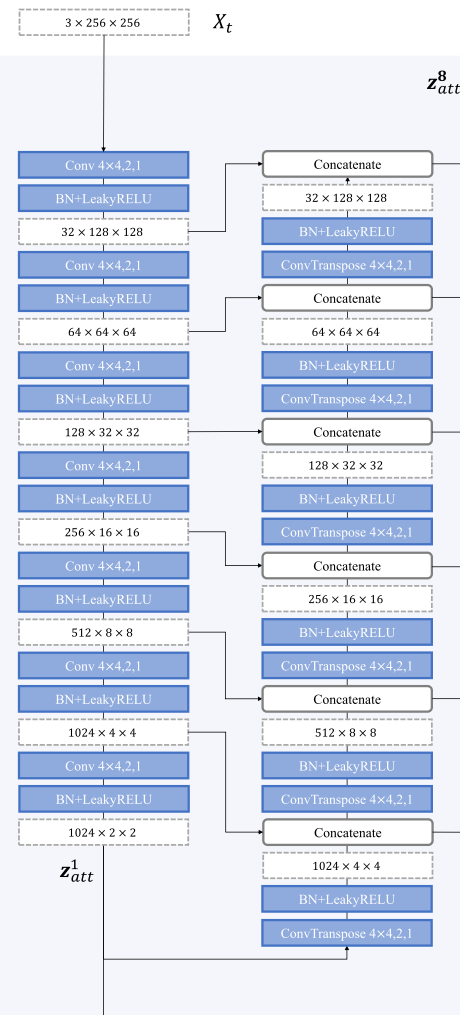 3 × 256 × 256
X_t
z^8_att
Conv 4×4,2,1
BN+LeakyRELU
32 × 128 × 128
Conv 4×4,2,1
BN+LeakyRELU
64 × 64 × 64
Conv 4×4,2,1
BN+LeakyRELU
128 × 32 × 32
Conv 4×4,2,1
BN+LeakyRELU
256 × 16 × 16
Conv 4×4,2,1
BN+LeakyRELU
512 × 8 × 8
Conv 4×4,2,1
BN+LeakyRELU
1024 × 4 × 4
Conv 4×4,2,1
BN+LeakyRELU
1024 × 2 × 2
z^1_att
Concatenate
32 × 128 × 128
BN+LeakyRELU
ConvTranspose 4×4,2,1
Concatenate
64 × 64 × 64
BN+LeakyRELU
ConvTranspose 4×4,2,1
Concatenate
128 × 32 × 32
BN+LeakyRELU
ConvTranspose 4×4,2,1
Concatenate
256 × 16 × 16
BN+LeakyRELU
ConvTranspose 4×4,2,1
Concatenate
512 × 8 × 8
BN+LeakyRELU
ConvTranspose 4×4,2,1
Concatenate
1024 × 4 × 4
BN+LeakyRELU
ConvTranspose 4×4,2,1